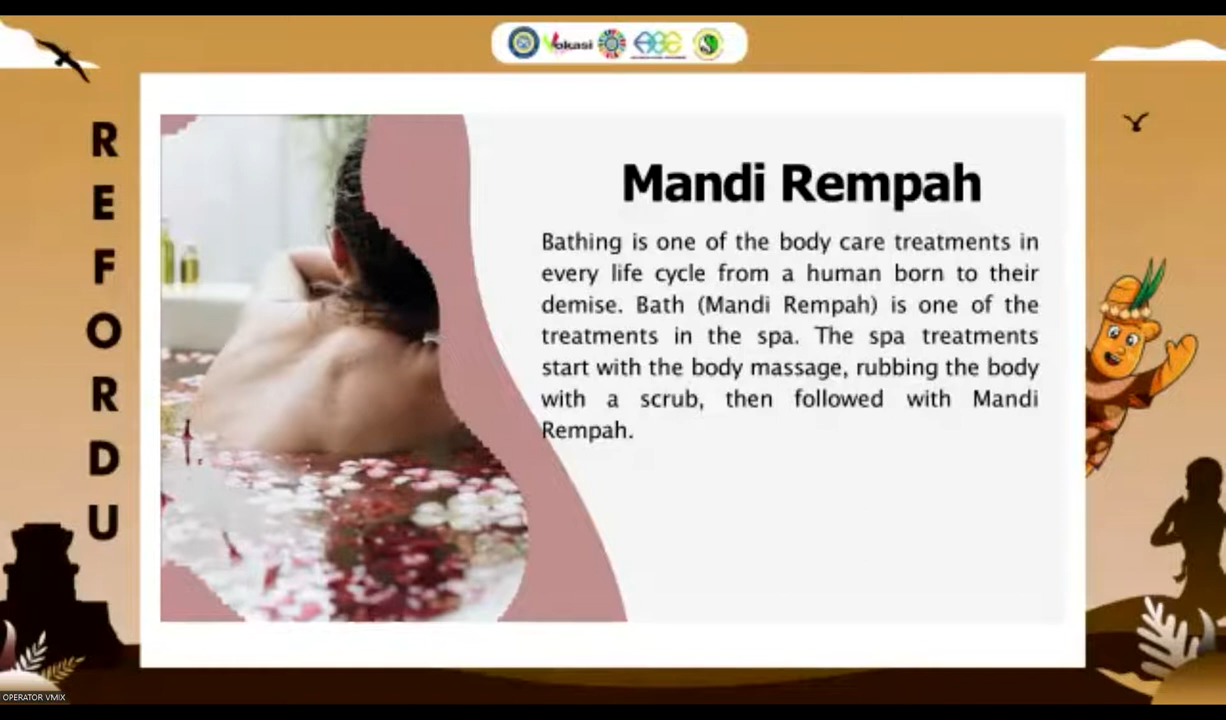 Vokasi
REFORDU
Mandi Rempah
Bathing is one of the body care treatments in
every life cycle from a human born to their
demise. Bath (Mandi Rempah) is one of the
treatments in the spa. The spa treatments
start with the body massage, rubbing the body
with a scrub, then followed with Mandi
Rempah.
OPERATOR VMIX